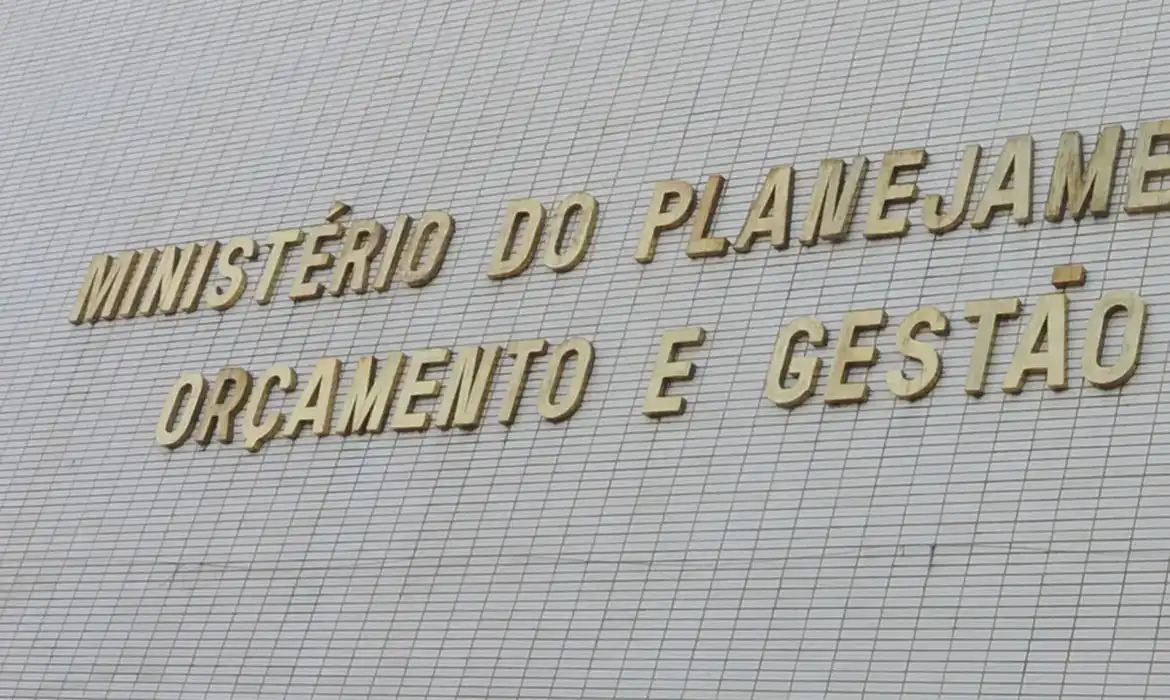 MINISTÉRIO DO PLANEJAME
ORÇAMENTO E GESTÃO